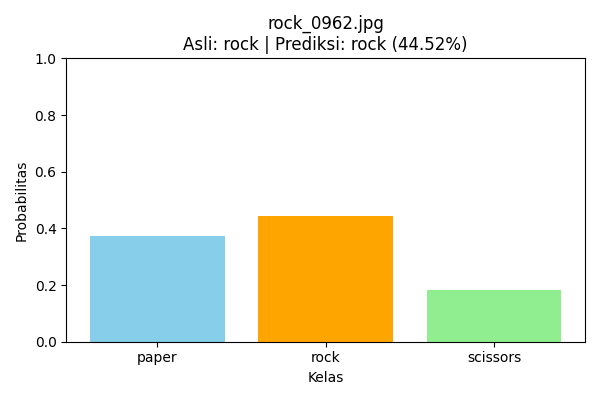 rock_0962.jpg
Asli: rock | Prediksi: rock (44.52%)
1.0
0.8
0.6
0.4
0.2
0.0
Probabilitas
paper
rock
scissors
Kelas